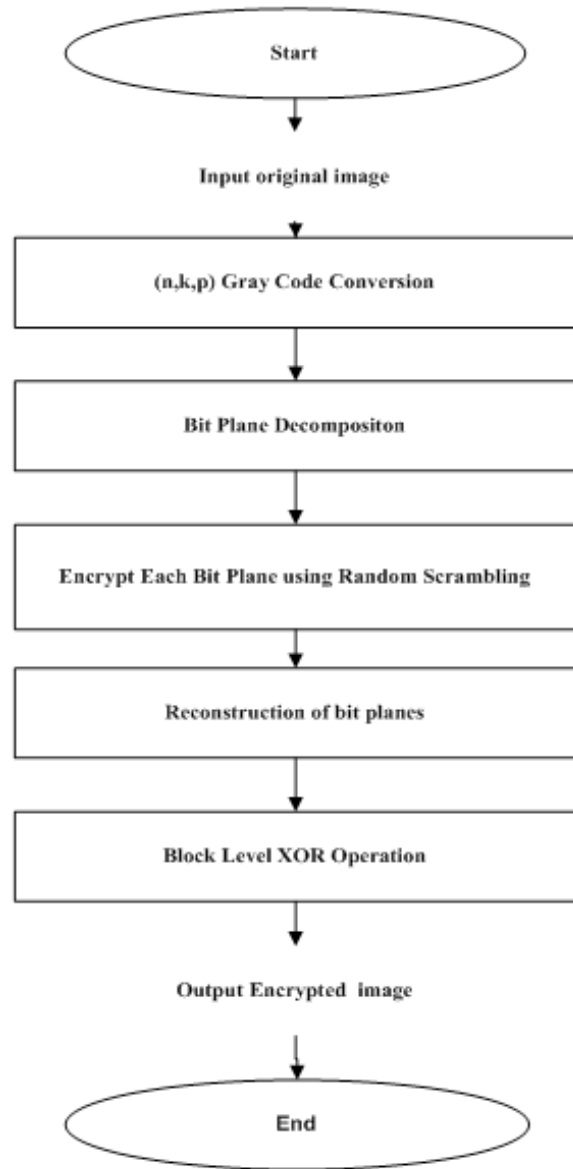 Start
Input original image
(n,k,p) Gray Code Conversion
Bit Plane Decompositon
Encrypt Each Bit Plane using Random Scrambling
Reconstruction of bit planes
Block Level XOR Operation
Output Encrypted image
End